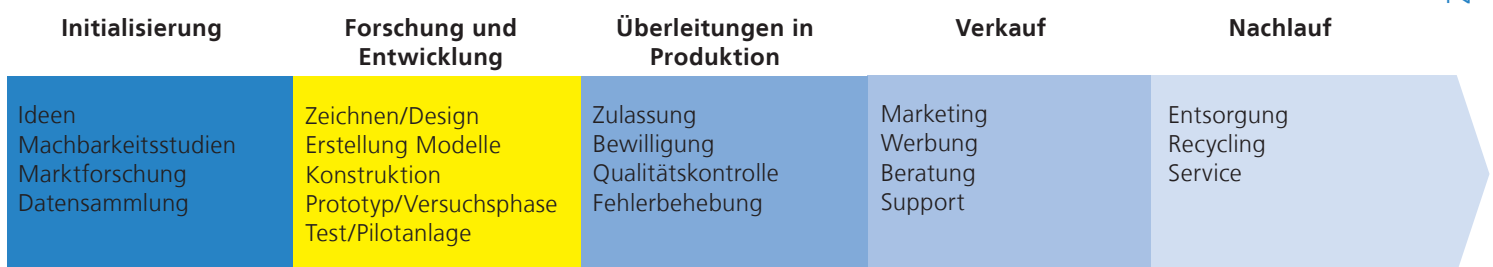 Initialisierung
Forschung und
Entwicklung
Überleitungen in
Produktion
Verkauf
Nachlauf
Ideen
Machbarkeitsstudien
Marktforschung
Datensammlung
Zeichnen/Design
Erstellung Modelle
Konstruktion
Prototyp/Versuchsphase
Test/Pilotanlage
Zulassung
Bewilligung
Qualitätskontrolle
Fehlerbehebung
Marketing
Werbung
Beratung
Support
Entsorgung
Recycling
Service